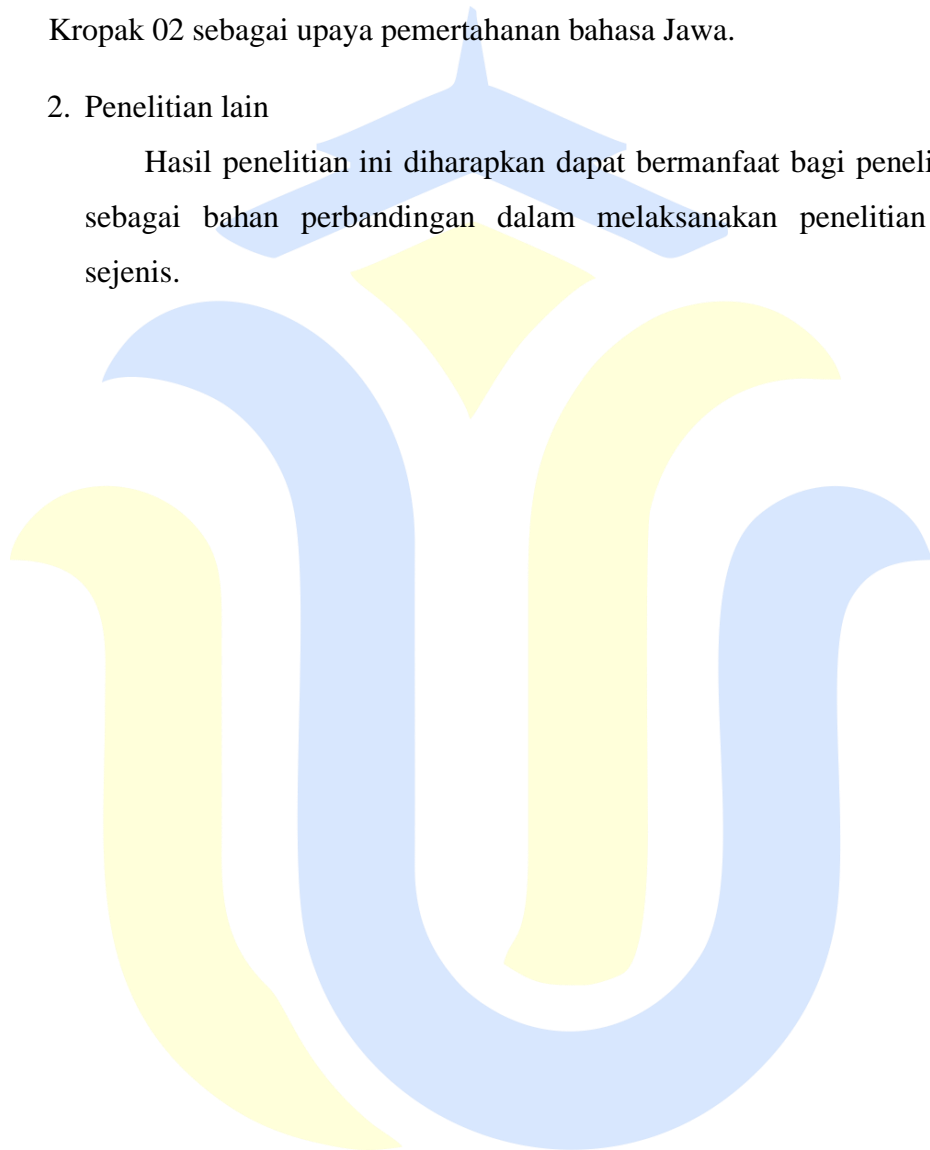 Kropak 02 sebagai upaya pemertahanan bahasa Jawa.
2. Penelitian lain
Hasil penelitian ini diharapkan dapat bermanfaat bagi
sebagai bahan perbandingan dalam melaksanakan penelitian
sejenis.